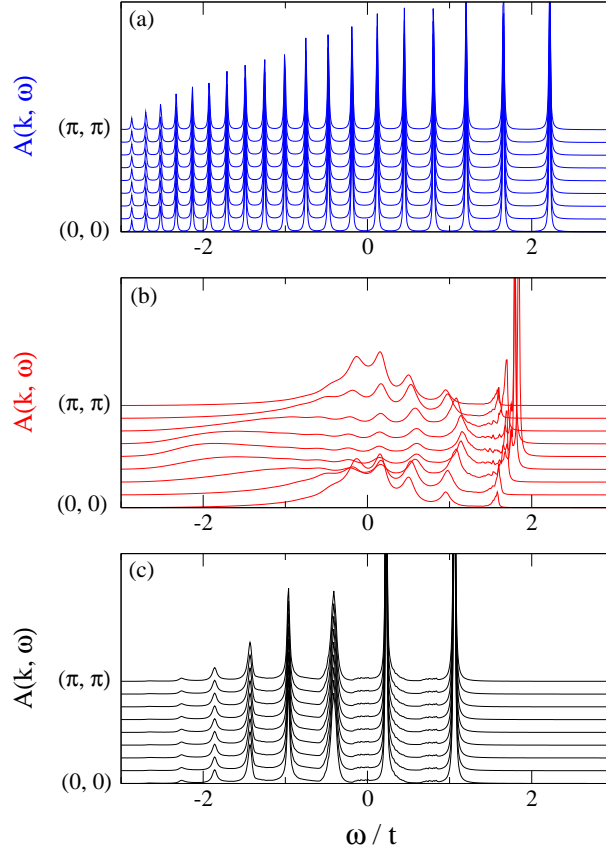 (a)
A(k, ω)
(π, π)
(0, 0)
-2 0 2
(b)
A(k, ω)
(π, π)
(0, 0)
-2 0 2
(c)
A(k, ω)
(π, π)
(0, 0)
-2 0 2
ω / t